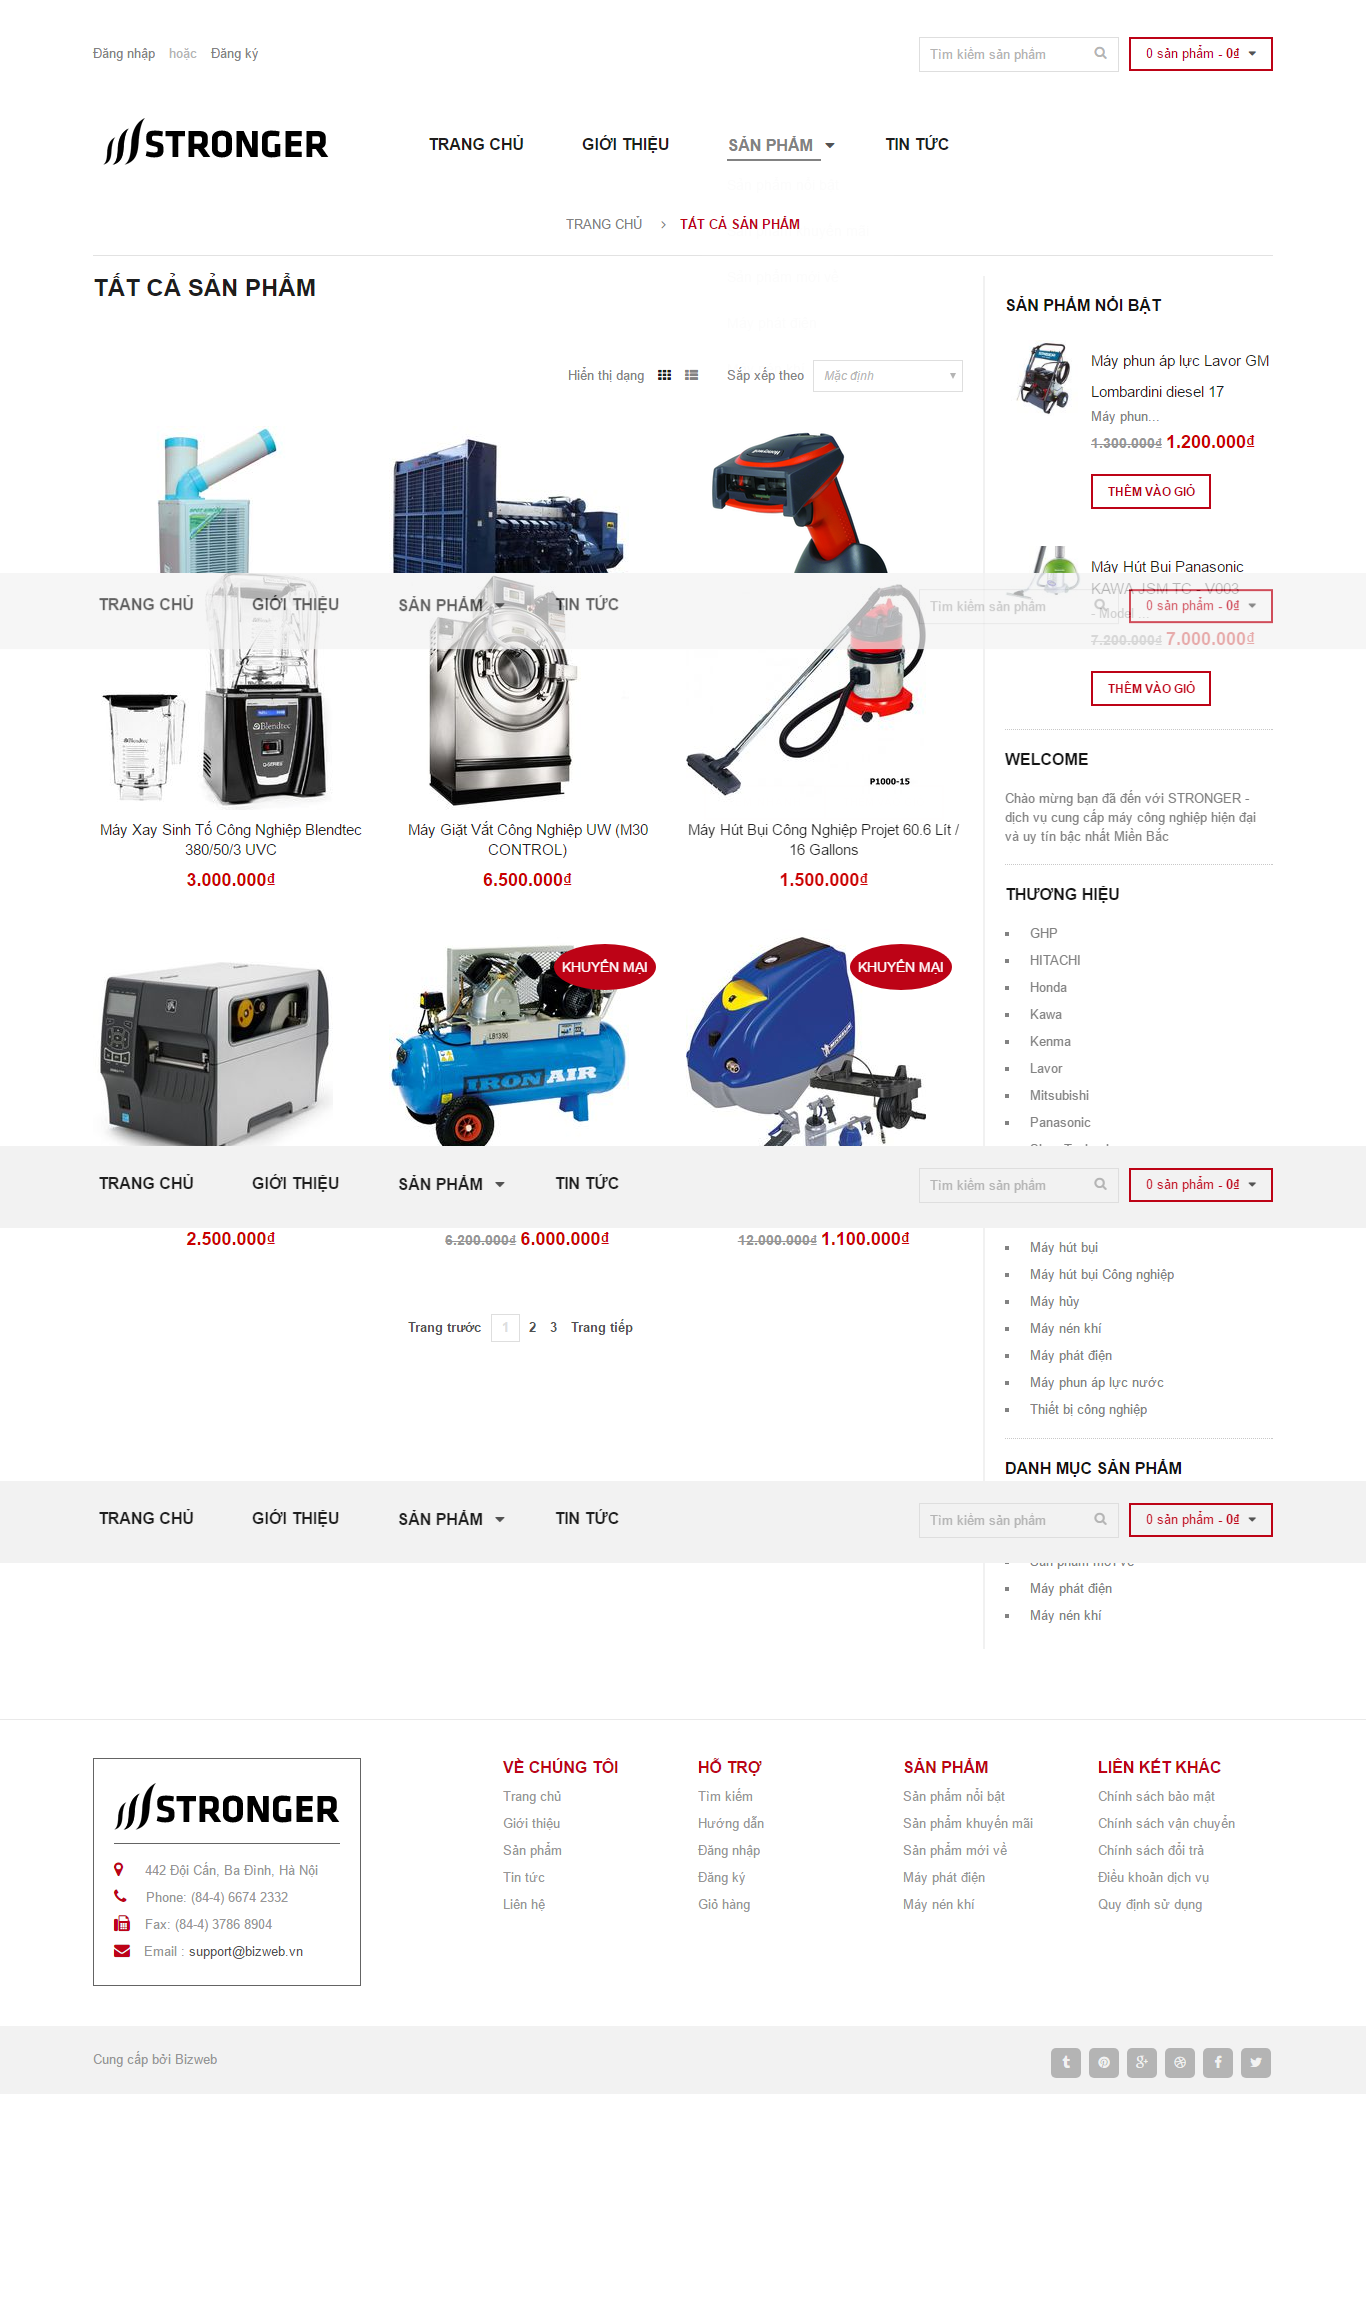 Đăng nhập hoặc Đăng ký
Tìm kiếm sản phẩm
0 sản phẩm - 0₫
STRONGER
TRANG CHỦ
GIỚI THIỆU
SẢN PHẨM
TIN TỨC
TRANG CHỦ > TẤT CẢ SẢN PHẨM
TẤT CẢ SẢN PHẨM
Hiển thị dạng
Sắp xếp theo
Mặc định
SẢN PHẨM NỔI BẬT
Máy phun áp lực Lavor GM
Lombardini diesel 17
Máy phun...
1.300.000₫ 1.200.000₫
THÊM VÀO GIỎ
Máy Hút Bụi Panasonic
KAWA JSM TC - V003
- Model ...
7.200.000₫ 7.000.000₫
THÊM VÀO GIỎ
TRANG CHỦ
GIỚI THIỆU
SẢN PHẨM
TIN TỨC
Tìm kiếm sản phẩm
0 sản phẩm - 0₫
Blendtec
P1000-15
Máy Xay Sinh Tố Công Nghiệp Blendtec
380/50/3 UVC
3.000.000₫
Máy Giặt Vắt Công Nghiệp UW (M30
CONTROL)
6.500.000₫
Máy Hút Bụi Công Nghiệp Projet 60.6 Lít /
16 Gallons
1.500.000₫
WELCOME
Chào mừng bạn đã đến với STRONGER -
dịch vụ cung cấp máy công nghiệp hiện đại
và uy tín bậc nhất Miền Bắc
THƯƠNG HIỆU
GHP
HITACHI
Honda
Kawa
Kenma
Lavor
Mitsubishi
Panasonic
KHUYẾN MẠI
IRON AIR
KHUYẾN MẠI
MICHELIN
TRANG CHỦ
GIỚI THIỆU
SẢN PHẨM
TIN TỨC
Tìm kiếm sản phẩm
0 sản phẩm - 0₫
2.500.000₫
6.200.000₫ 6.000.000₫
12.000.000₫ 1.100.000₫
Máy hút bụi
Máy hút bụi Công nghiệp
Máy hủy
Máy nén khí
Máy phát điện
Máy phun áp lực nước
Thiết bị công nghiệp
Trang trước 1 2 3 Trang tiếp
DANH MỤC SẢN PHẨM
TRANG CHỦ
GIỚI THIỆU
SẢN PHẨM
TIN TỨC
Tìm kiếm sản phẩm
0 sản phẩm - 0₫
Sản phẩm mới về
Máy phát điện
Máy nén khí
STRONGER
442 Đội Cấn, Ba Đình, Hà Nội
Phone: (84-4) 6674 2332
Fax: (84-4) 3786 8904
Email : support@bizweb.vn
VỀ CHÚNG TÔI
Trang chủ
Giới thiệu
Sản phẩm
Tin tức
Liên hệ
HỖ TRỢ
Tìm kiếm
Hướng dẫn
Đăng nhập
Đăng ký
Giỏ hàng
SẢN PHẨM
Sản phẩm nổi bật
Sản phẩm khuyến mãi
Sản phẩm mới về
Máy phát điện
Máy nén khí
LIÊN KẾT KHÁC
Chính sách bảo mật
Chính sách vận chuyển
Chính sách đổi trả
Điều khoản dịch vụ
Quy định sử dụng
Cung cấp bởi Bizweb